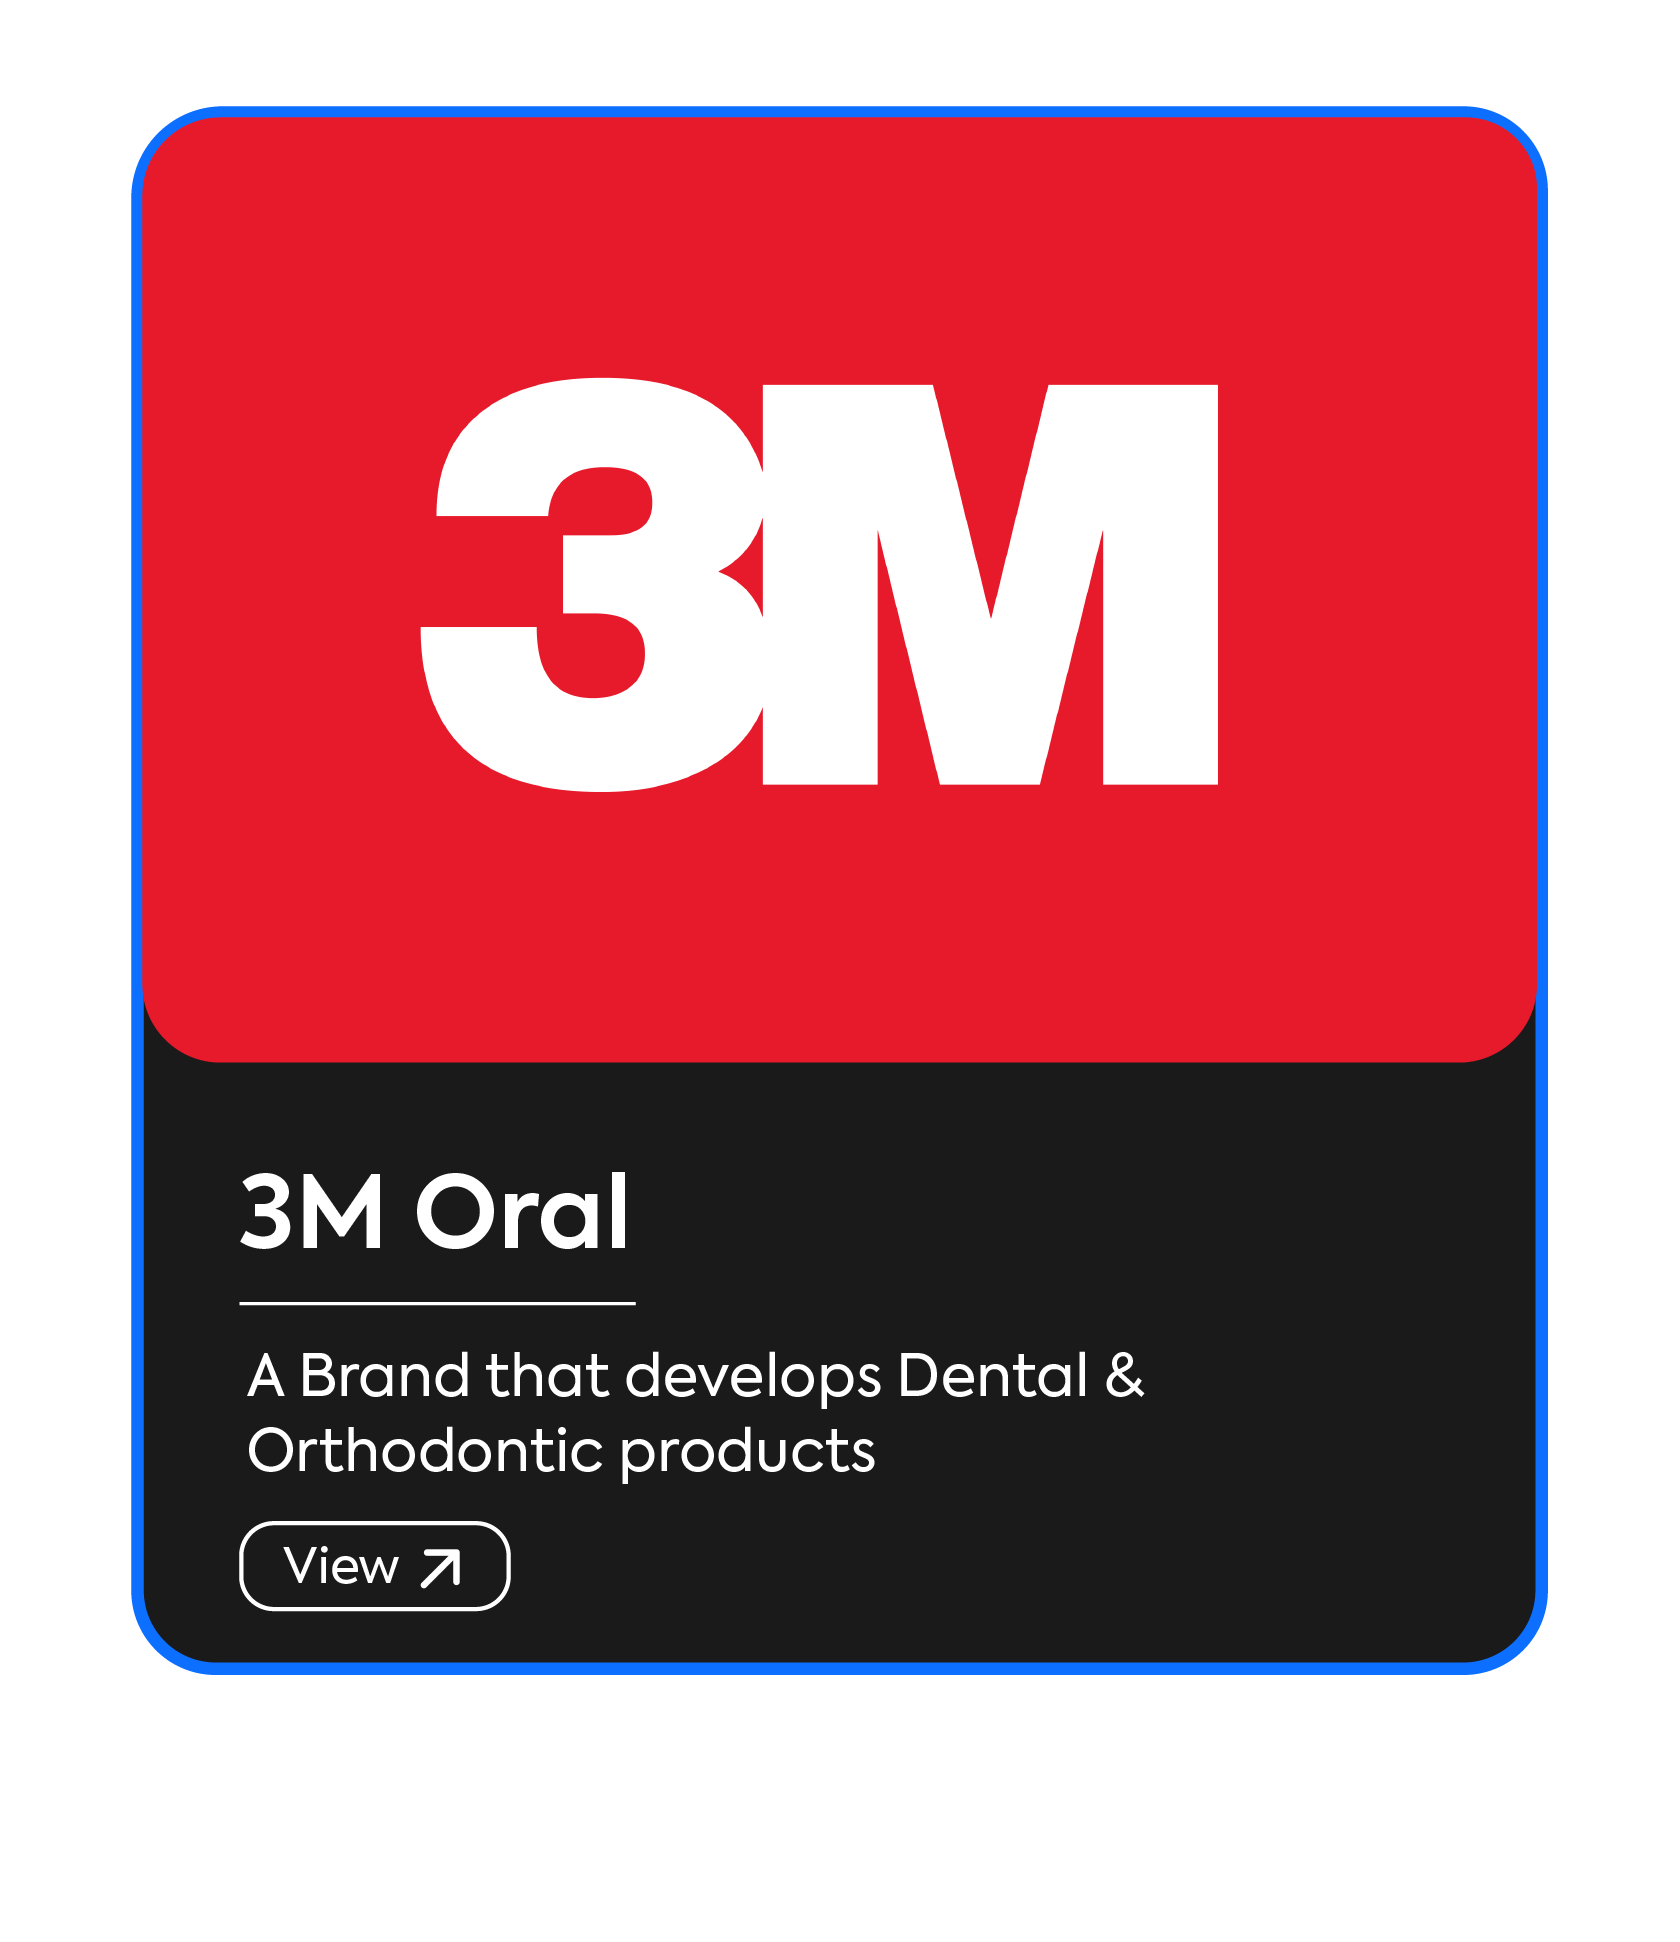 3M
3M Oral
A Brand that develops Dental &
Orthodontic products
View